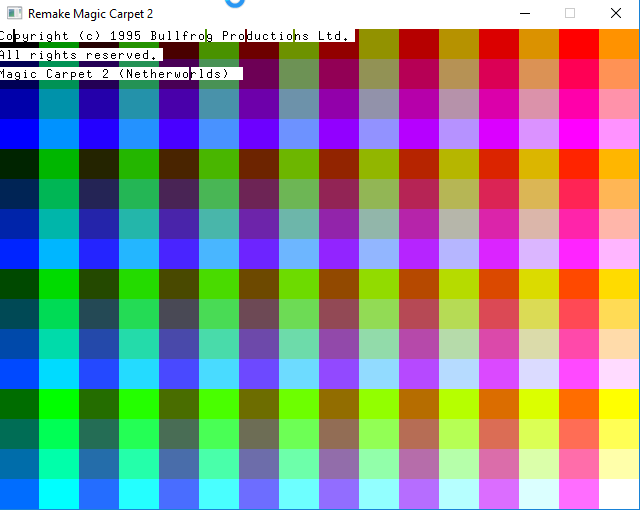 Remake Magic Carpet 2
Copyright (c) 1995 Bullfrog Productions Ltd.
All rights reserved.
Magic Carpet 2 (Netherworlds)